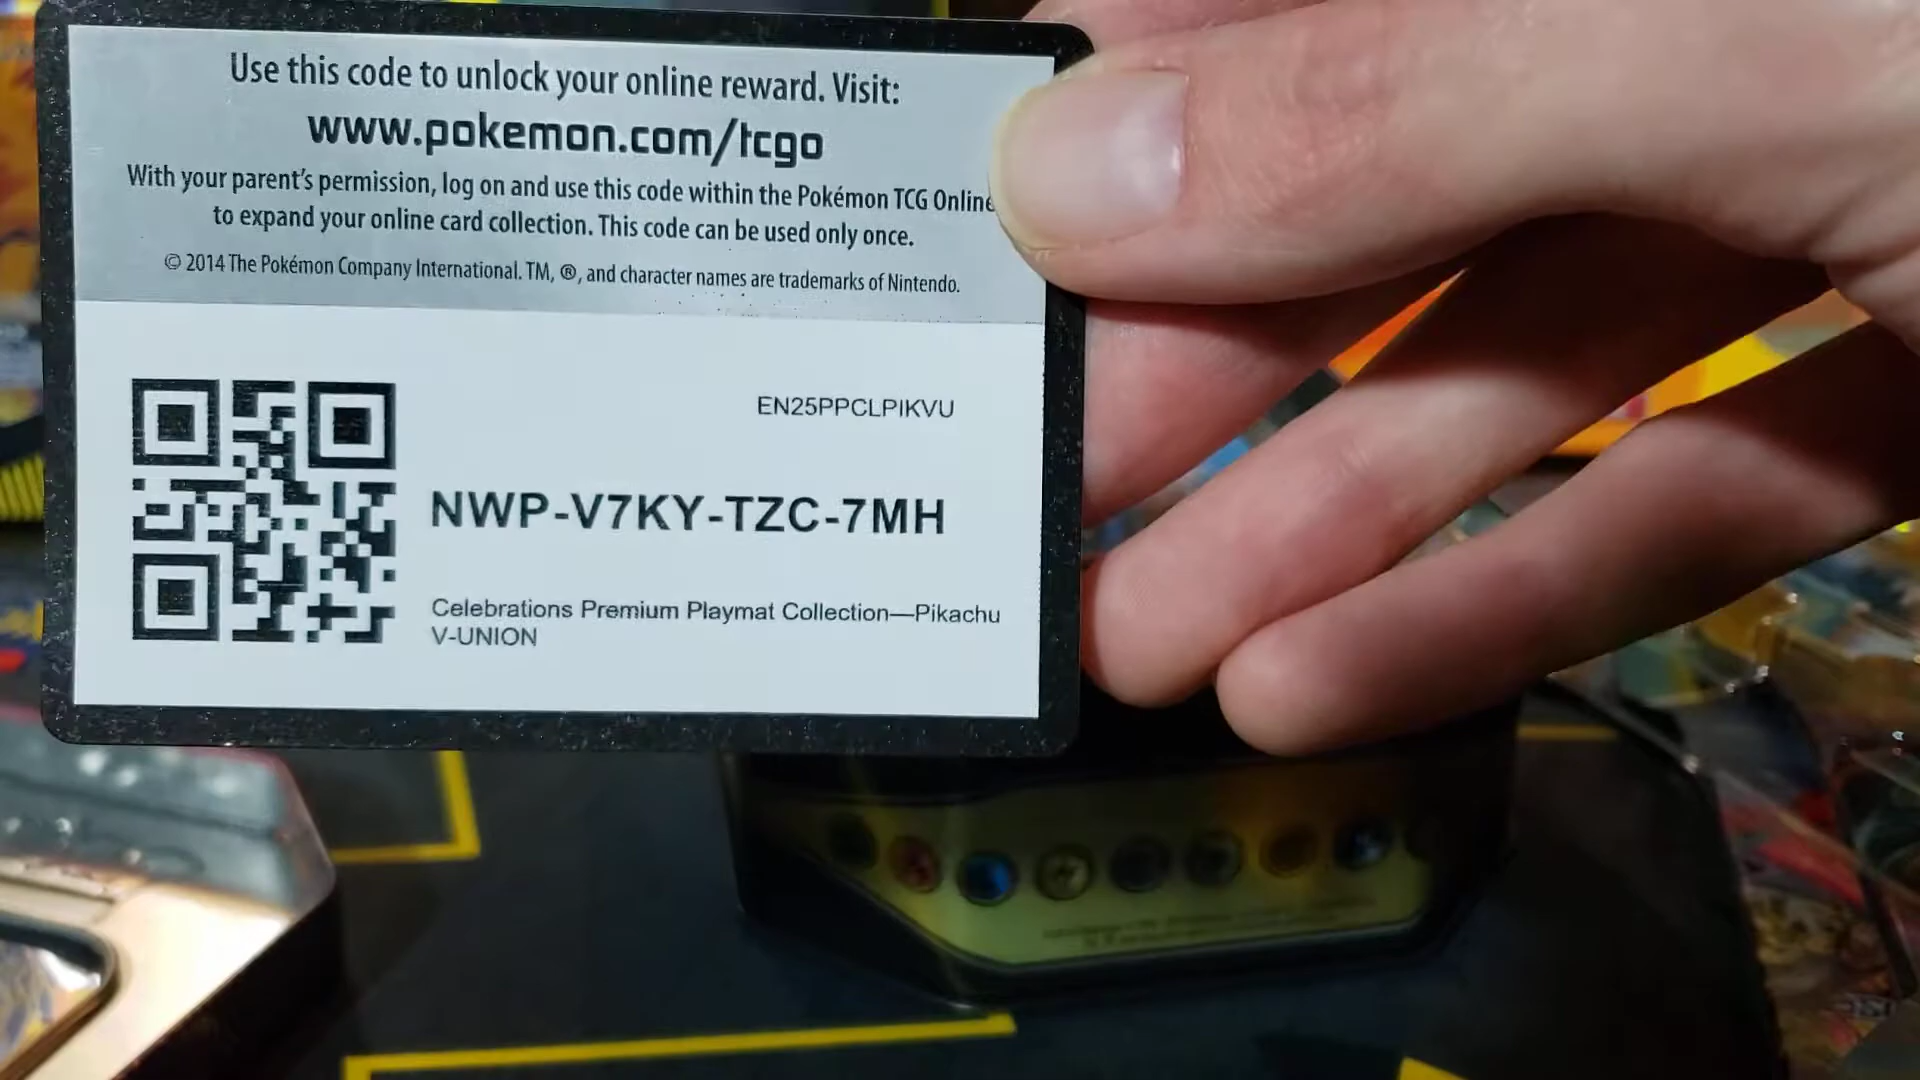 Use this code to unlock your online reward. Visit:
www.pokemon.com/tcgo
With your parent's permission, log on and use this code within the Pokémon TCG Online
to expand your online card collection. This code can be used only once.
© 2014 The Pokémon Company International. TM, ®, and character names are trademarks of Nintendo.
EN25PPCLPIKVU
NWP-V7KY-TZC-7MH
Celebrations Premium Playmat Collection—Pikachu
V-UNION